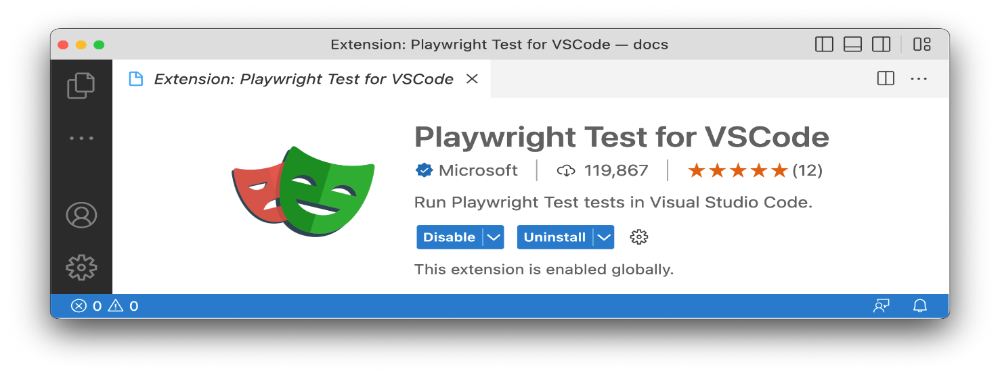 Extension: Playwright Test for VSCode — docs
Extension: Playwright Test for VSCode
Playwright Test for VSCode
Microsoft | 119,867 | ★★★★★ (12)
Run Playwright Test tests in Visual Studio Code.
Disable Uninstall
This extension is enabled globally.
0 0